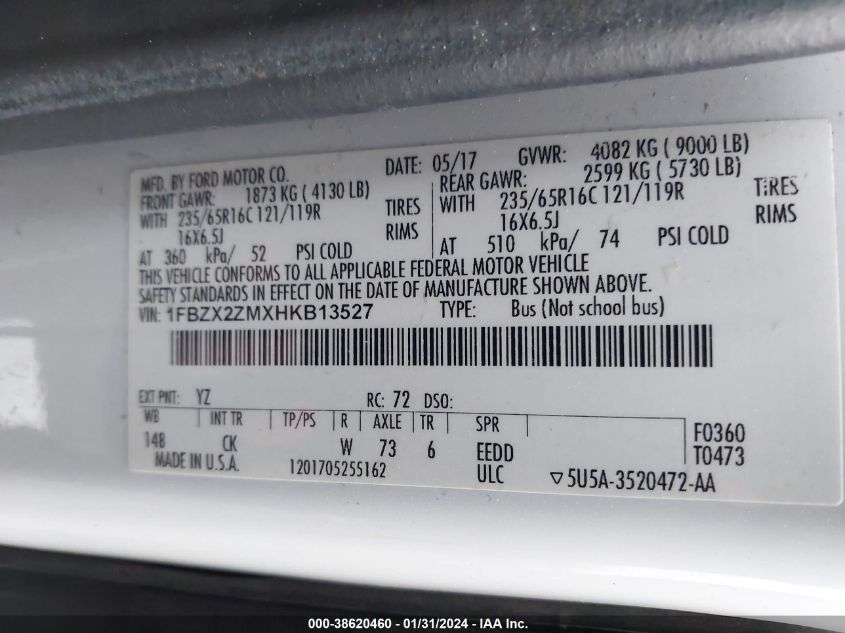 MFD. BY FORD MOTOR CO. DATE: 05/17 GVWR: 4082 KG ( 9000 LB)
FRONT GAWR: 1873 KG ( 4130 LB) REAR GAWR: 2599 KG ( 5730 LB)
WITH 235/65R16C 121/119R TIRES WITH 235/65R16C 121/119R TIRES
16X6.5J RIMS 16X6.5J RIMS
AT 360 kPa/ 52 PSI COLD AT 510 kPa/ 74 PSI COLD
THIS VEHICLE CONFORMS TO ALL APPLICABLE FEDERAL MOTOR VEHICLE
SAFETY STANDARDS IN EFFECT ON THE DATE OF MANUFACTURE SHOWN ABOVE.
VIN: 1FBZX2ZMXHKB13527 TYPE: Bus (Not school bus)
EXT PNT: YZ RC: 72 DSO:
WB INT TR TP/PS R AXLE TR SPR F0360
148 CK W 73 6 EEDD T0473
MADE IN U.S.A. 1201705255162 ULC ▽5U5A-3520472-AA
000-38620460 - 01/31/2024 - IAA Inc.